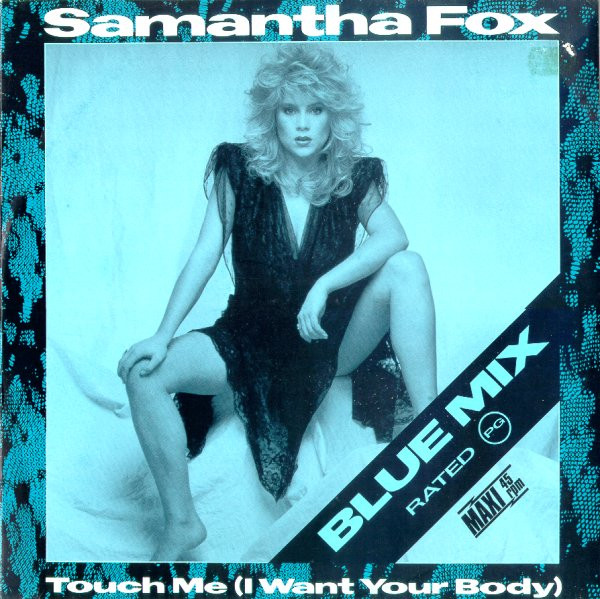 Samantha Fox
BLUE MIX
RATED PG
MAXI 45 rpm
Touch Me (I Want Your Body)